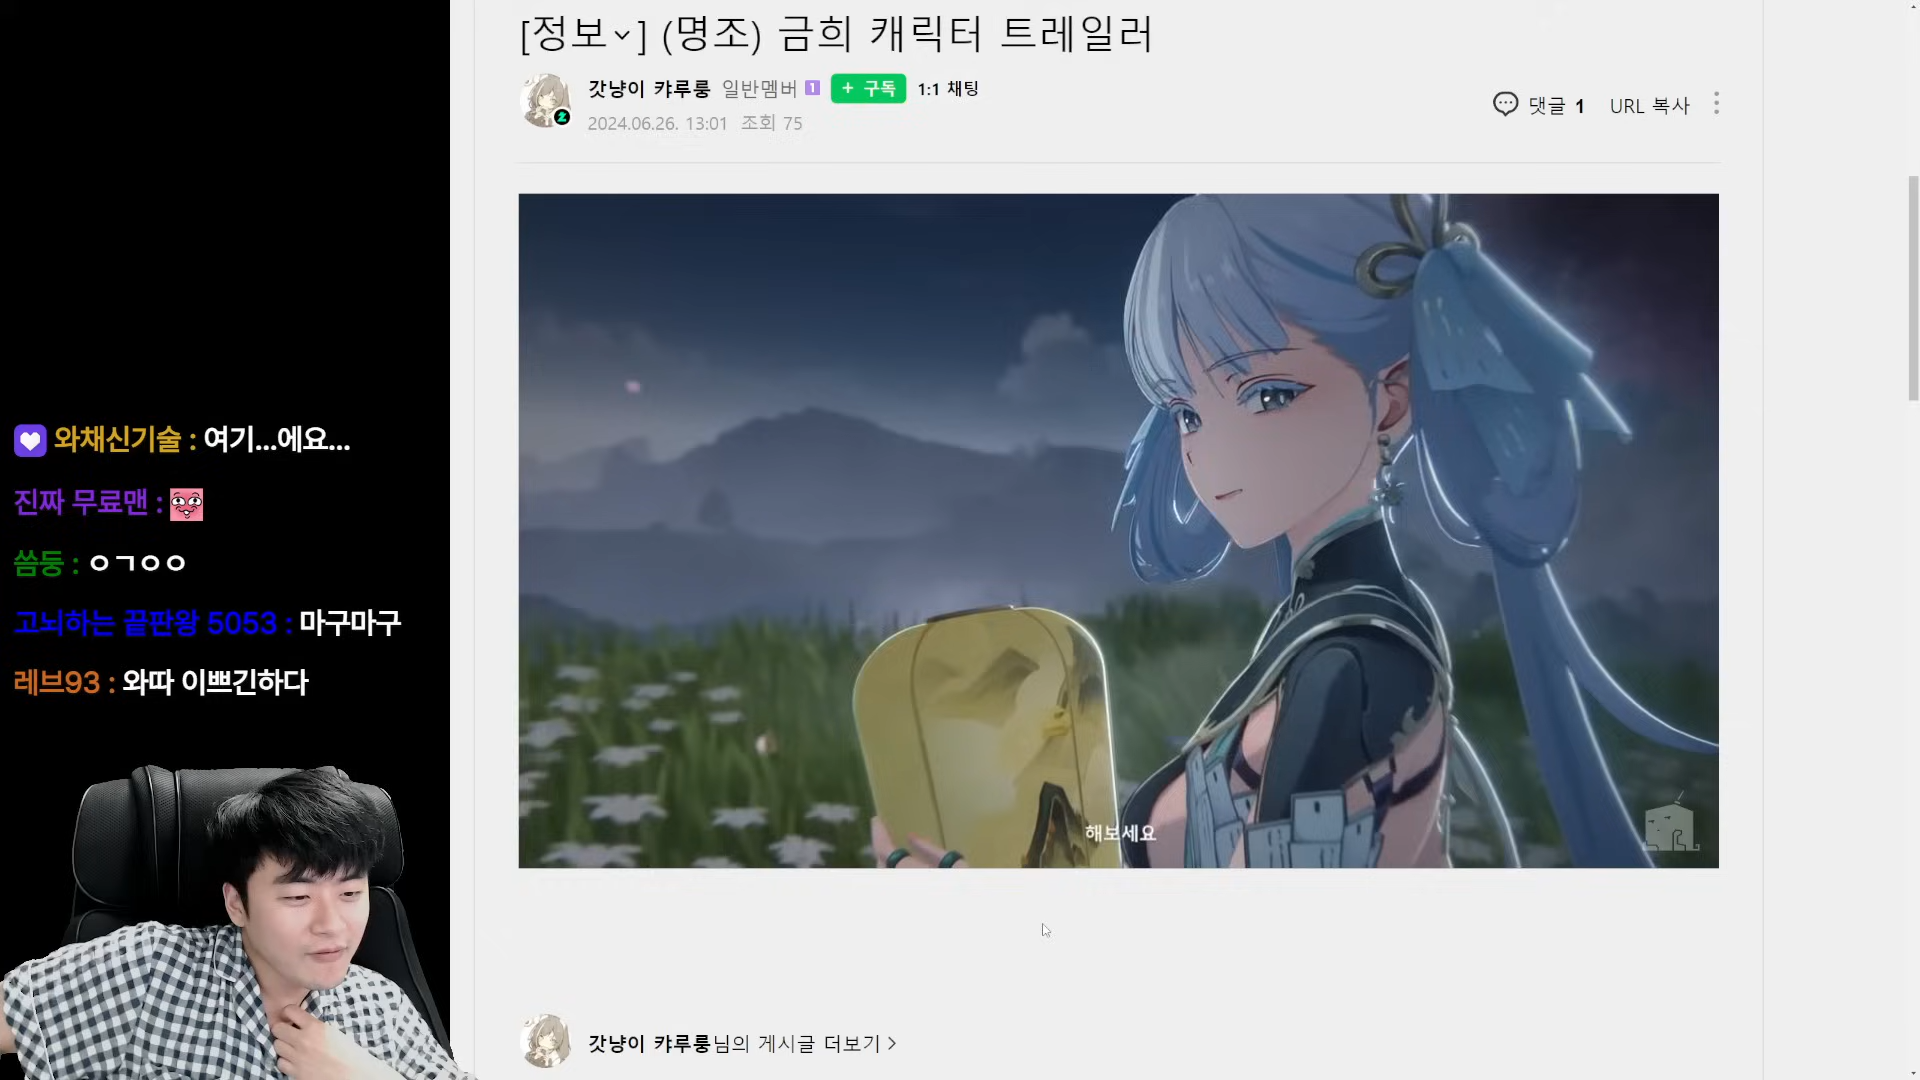 [정보˅] (명조) 금희 캐릭터 트레일러
갓냥이 캬루룽 일반멤버 1 + 구독 1:1 채팅
2024.06.26. 13:01 조회 75
댓글 1 URL 복사
와채신기술 : 여기...에요...
진짜 무료맨 :
씀둥 : ㅇㄱㅇㅇ
고뇌하는 끝판왕 5053 : 마구마구
레브93 : 와따 이쁘긴하다
해보세요
갓냥이 캬루룽님의 게시글 더보기 >